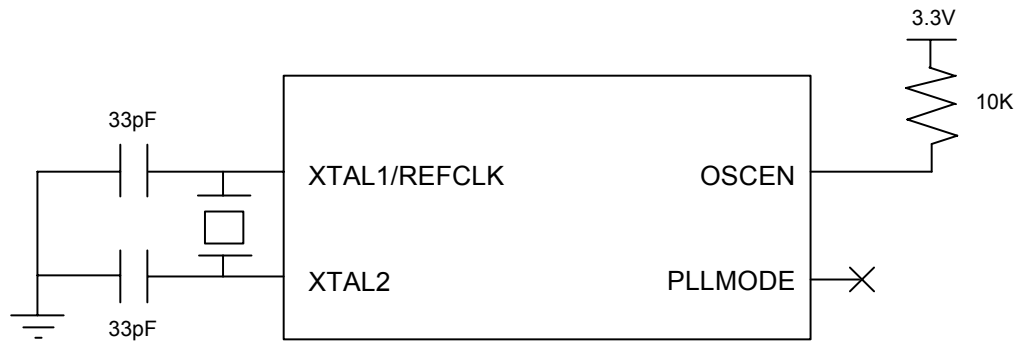 3.3V
10K
33pF
XTAL1/REFCLK
OSCEN
XTAL2
PLLMODE
33pF